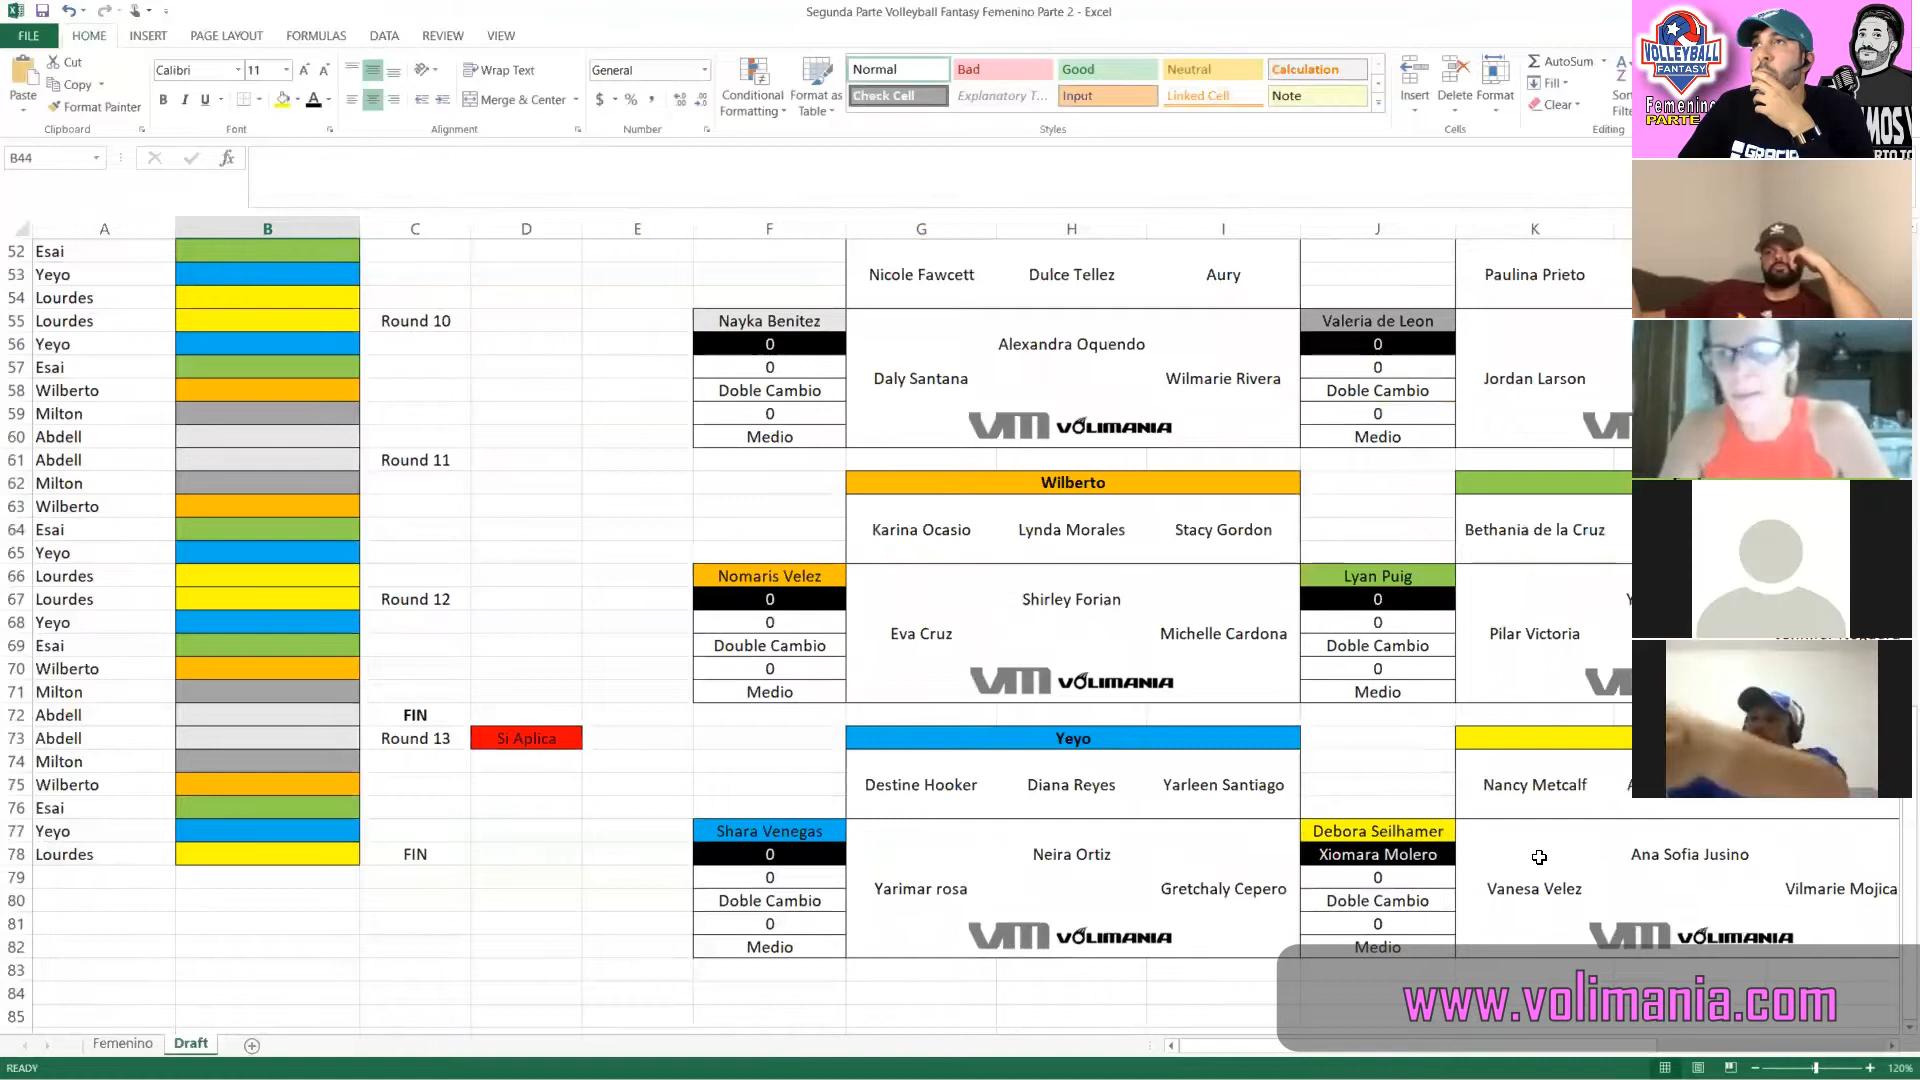 Segunda Parte Volleyball Fantasy Femenino Parte 2 - Excel
FILE HOME INSERT PAGE LAYOUT FORMULAS DATA REVIEW VIEW
Cut
Copy
Format Painter
Paste
Clipboard
Calibri 11
B I U
Font
Wrap Text
Merge & Center
Alignment
General
$ %
Number
Conditional Formatting
Format as Table
Normal Bad Good Neutral Calculation
Check Cell Explanatory T... Input Linked Cell Note
Styles
Insert Delete Format
Cells
AutoSum
Fill
Clear
Editing
VOLLEYBALL
FANTASY
Femenino
PARTE
B44
fx
A B C D E F G H I J K
52 Esai
53 Yeyo Nicole Fawcett Dulce Tellez Aury Paulina Prieto
54 Lourdes
55 Lourdes Round 10 Nayka Benitez Valeria de Leon
56 Yeyo 0 Alexandra Oquendo 0
57 Esai 0 0
Daly Santana Wilmarie Rivera Jordan Larson
58 Wilberto Doble Cambio Doble Cambio
59 Milton 0 0
VM VOLIMANIA
60 Abdell Medio Medio
61 Abdell Round 11
62 Milton Wilberto
63 Wilberto
64 Esai Karina Ocasio Lynda Morales Stacy Gordon Bethania de la Cruz
65 Yeyo
66 Lourdes Nomaris Velez Lyan Puig
67 Lourdes Round 12 0 Shirley Forian 0
68 Yeyo 0 0
Eva Cruz Michelle Cardona Pilar Victoria
69 Esai Double Cambio Doble Cambio
70 Wilberto 0 0
VM VOLIMANIA
71 Milton Medio Medio
72 Abdell FIN
73 Abdell Round 13 Si Aplica Yeyo
74 Milton
75 Wilberto Destine Hooker Diana Reyes Yarleen Santiago Nancy Metcalf
76 Esai
77 Yeyo Shara Venegas Debora Seilhamer
78 Lourdes FIN 0 Neira Ortiz Xiomara Molero Ana Sofia Jusino
79 0 0
Yarimar rosa Gretchaly Cepero Vanesa Velez Vilmarie Mojica
80 Doble Cambio Doble Cambio
81 0 0
VM VOLIMANIA VM VOLIMANIA
82 Medio Medio
83
84
85
www.volimania.com
Femenino Draft
READY
120%